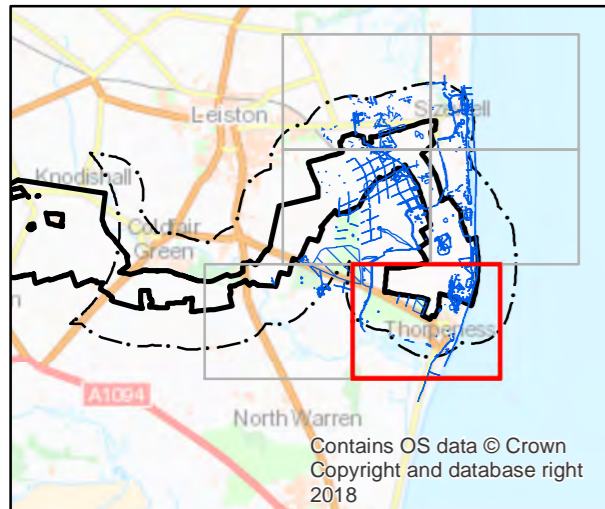 Leiston
Sizewell
Knodishall
Coldfair
Green
Thorpeness
A1094
North Warren
Contains OS data © Crown
Copyright and database right
2018